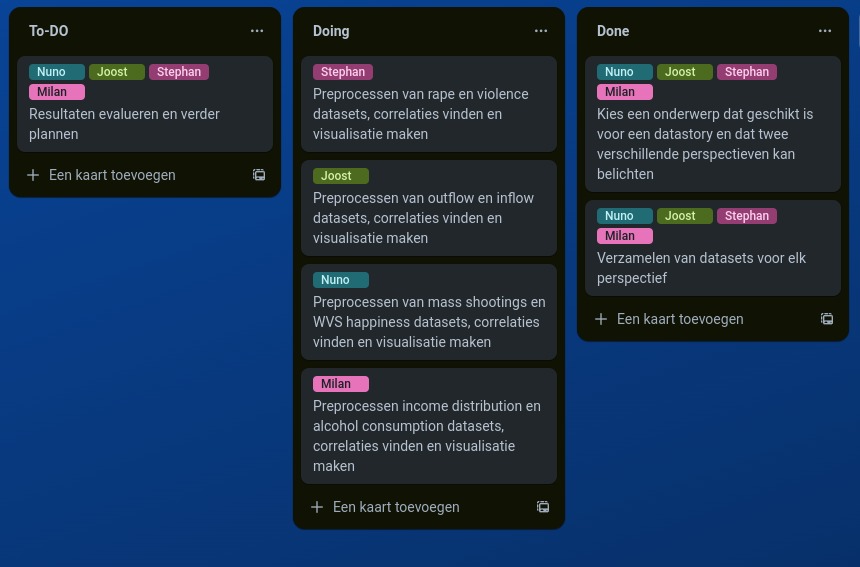 To-DO
Nuno Joost Stephan
Milan
Resultaten evalueren en verder
plannen
Een kaart toevoegen
Doing
Stephan
Preprocessen van rape en violence
datasets, correlaties vinden en
visualisatie maken
Joost
Preprocessen van outflow en inflow
datasets, correlaties vinden en
visualisatie maken
Nuno
Preprocessen van mass shootings en
WVS happiness datasets, correlaties
vinden en visualisatie maken
Milan
Preprocessen income distribution en
alcohol consumption datasets,
correlaties vinden en visualisatie
maken
Een kaart toevoegen
Done
Nuno Joost Stephan
Milan
Kies een onderwerp dat geschikt is
voor een datastory en dat twee
verschillende perspectieven kan
belichten
Nuno Joost Stephan
Milan
Verzamelen van datasets voor elk
perspectief
Een kaart toevoegen